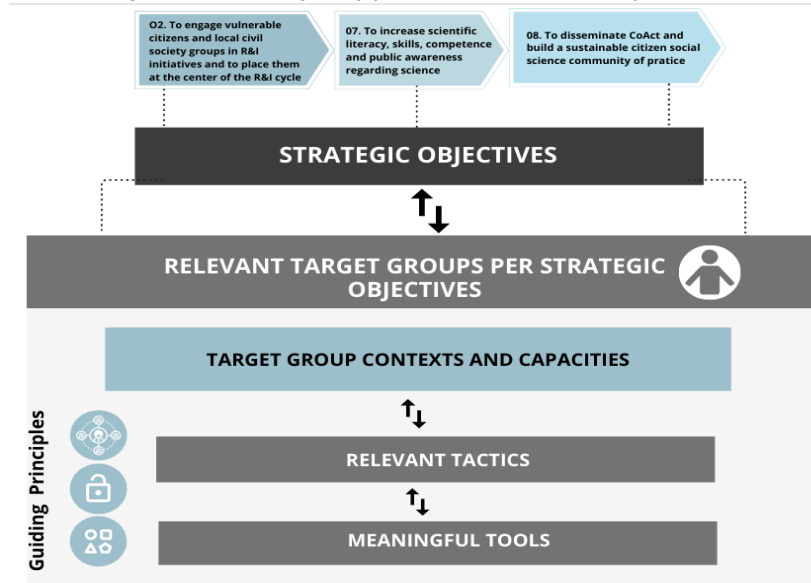 O2. To engage vulnerable
citizens and local civil
society groups in R&I
initiatives and to place them
at the center of the R&I cycle
07. To increase scientific
literacy, skills, competence
and public awareness
regarding science
08. To disseminate CoAct and
build a sustainable citizen social
science community of pratice
STRATEGIC OBJECTIVES
RELEVANT TARGET GROUPS PER STRATEGIC
OBJECTIVES
TARGET GROUP CONTEXTS AND CAPACITIES
RELEVANT TACTICS
MEANINGFUL TOOLS
Guiding Principles